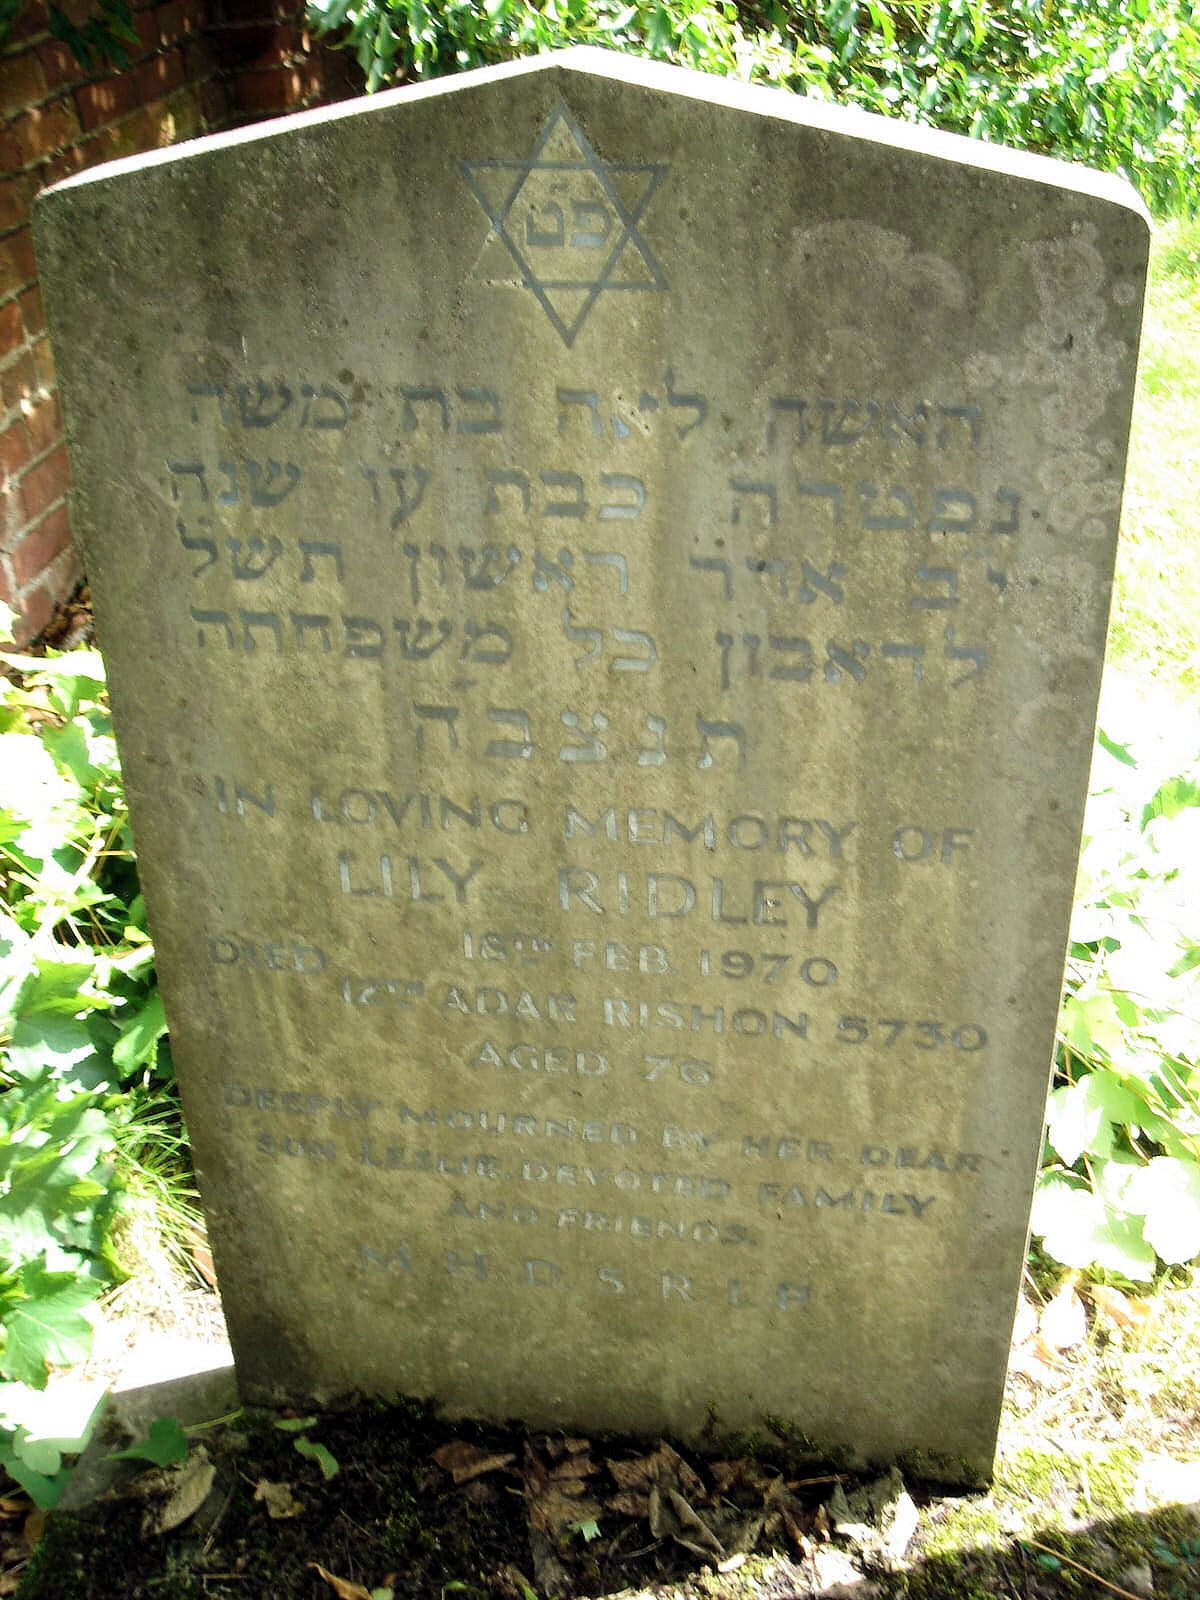 פ״ט
האשה ליאה בת משה
נפטרה כבת עו שנה
י״ב אדר ראשון תשל
לדאבון כל משפחתה
תנצבה
IN LOVING MEMORY OF
LILY RIDLEY
DIED 18TH FEB. 1970
12TH ADAR RISHON 5730
AGED 76
DEEPLY MOURNED BY HER DEAR
SON LESLIE, DEVOTED FAMILY
AND FRIENDS.
M. H. D. S. R. I. P.